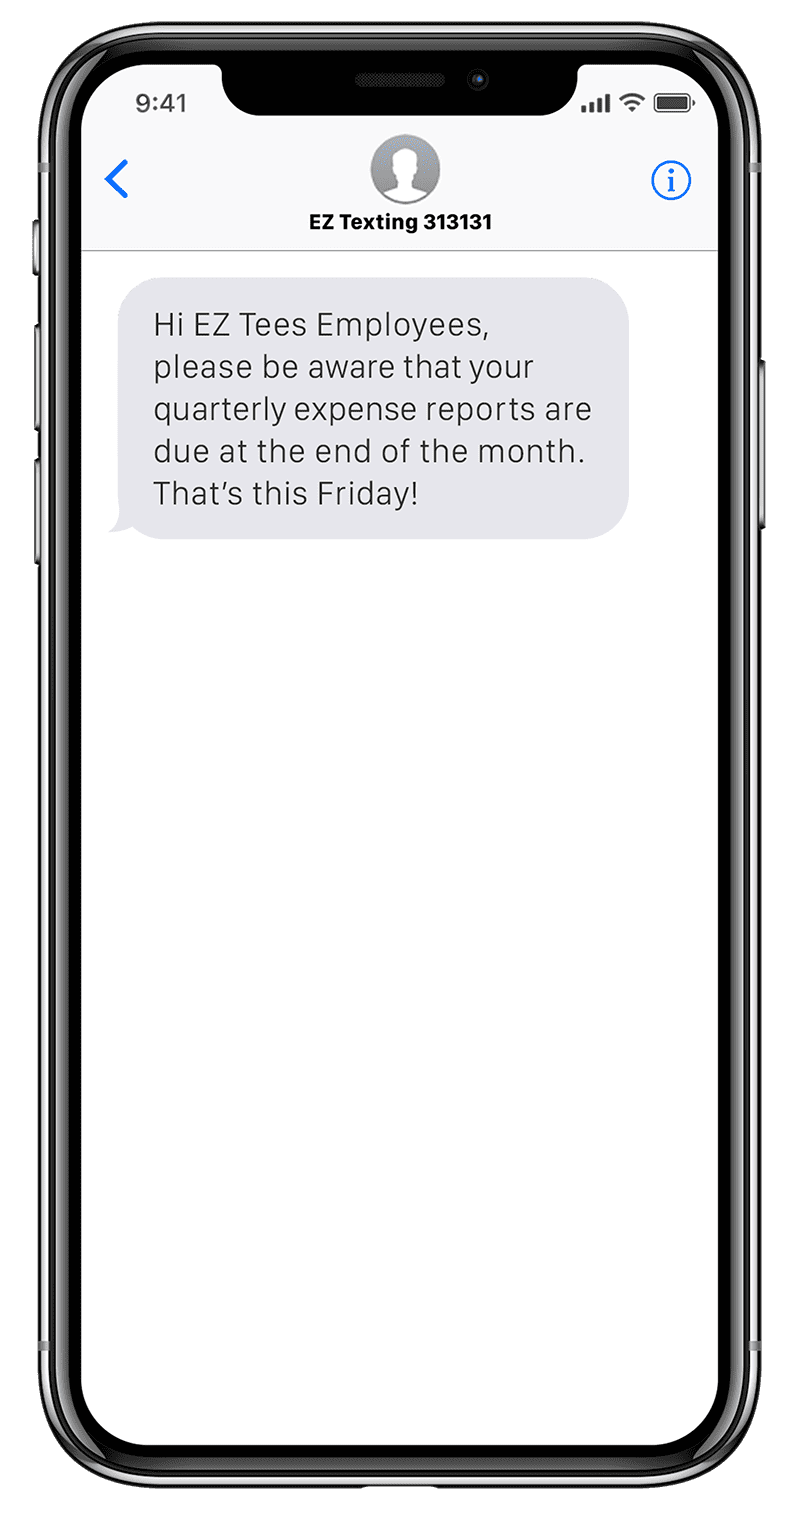 9:41
EZ Texting 313131
Hi EZ Tees Employees,
please be aware that your
quarterly expense reports are
due at the end of the month.
That’s this Friday!